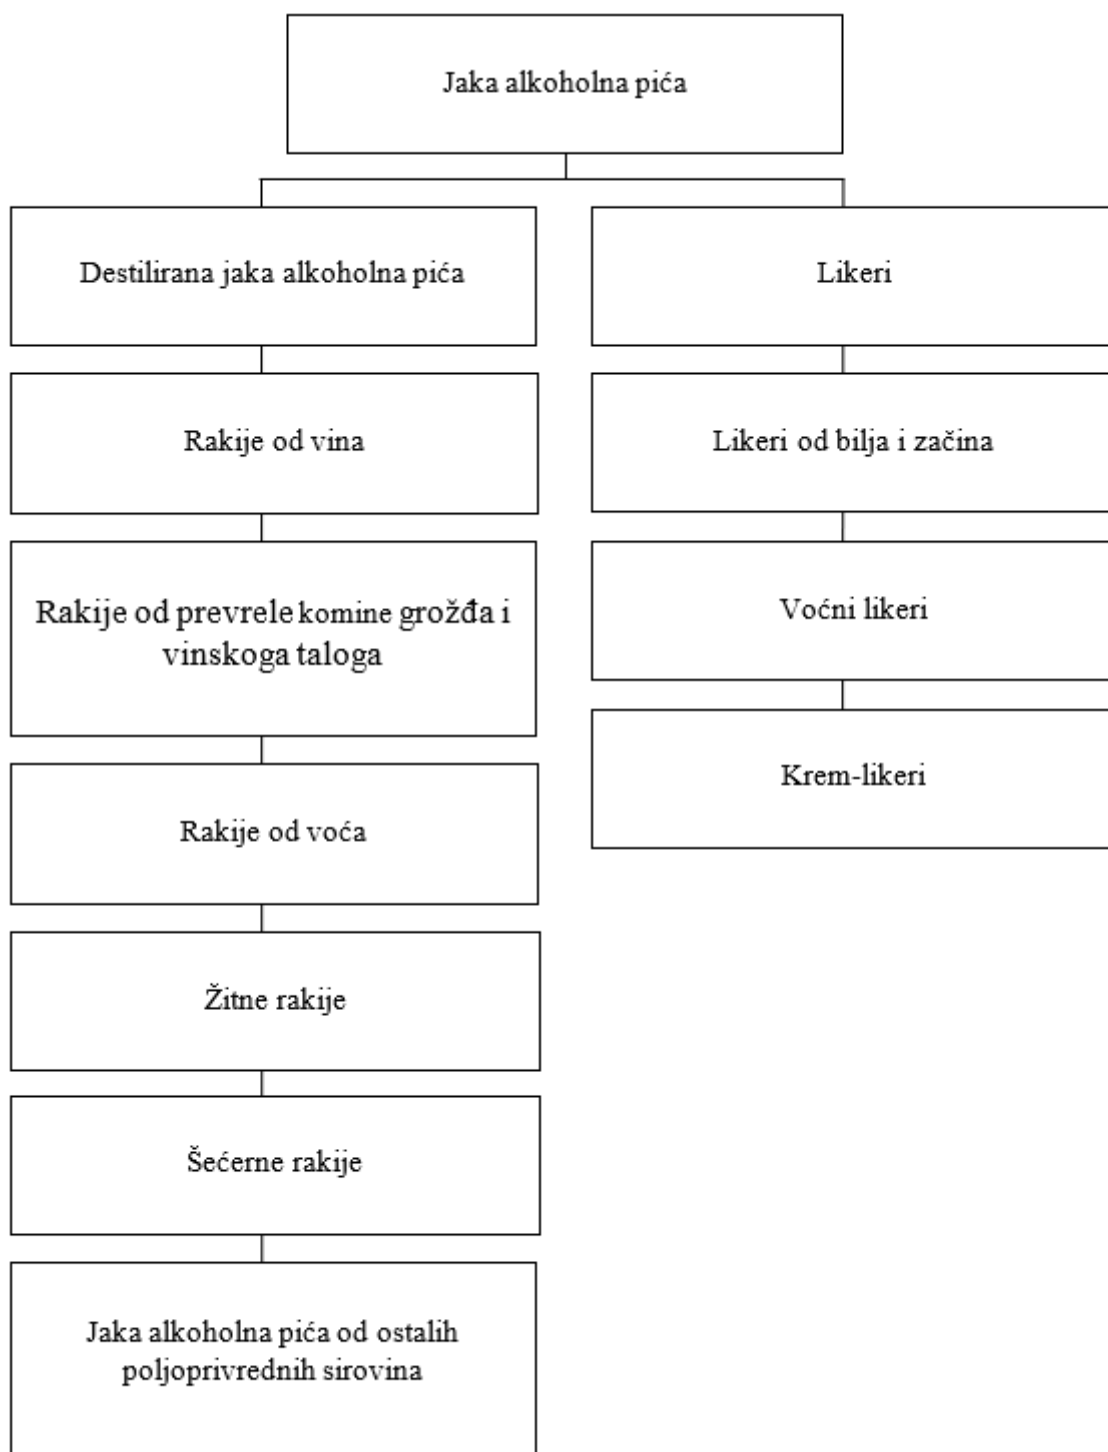 Jaka alkoholna pića
Destilirana jaka alkoholna pića
Likeri
Rakije od vina
Likeri od bilja i začina
Rakije od prevrele komine grožđa i
vinskoga taloga
Voćni likeri
Krem-likeri
Rakije od voća
Žitne rakije
Šećerne rakije
Jaka alkoholna pića od ostalih
poljoprivrednih sirovina